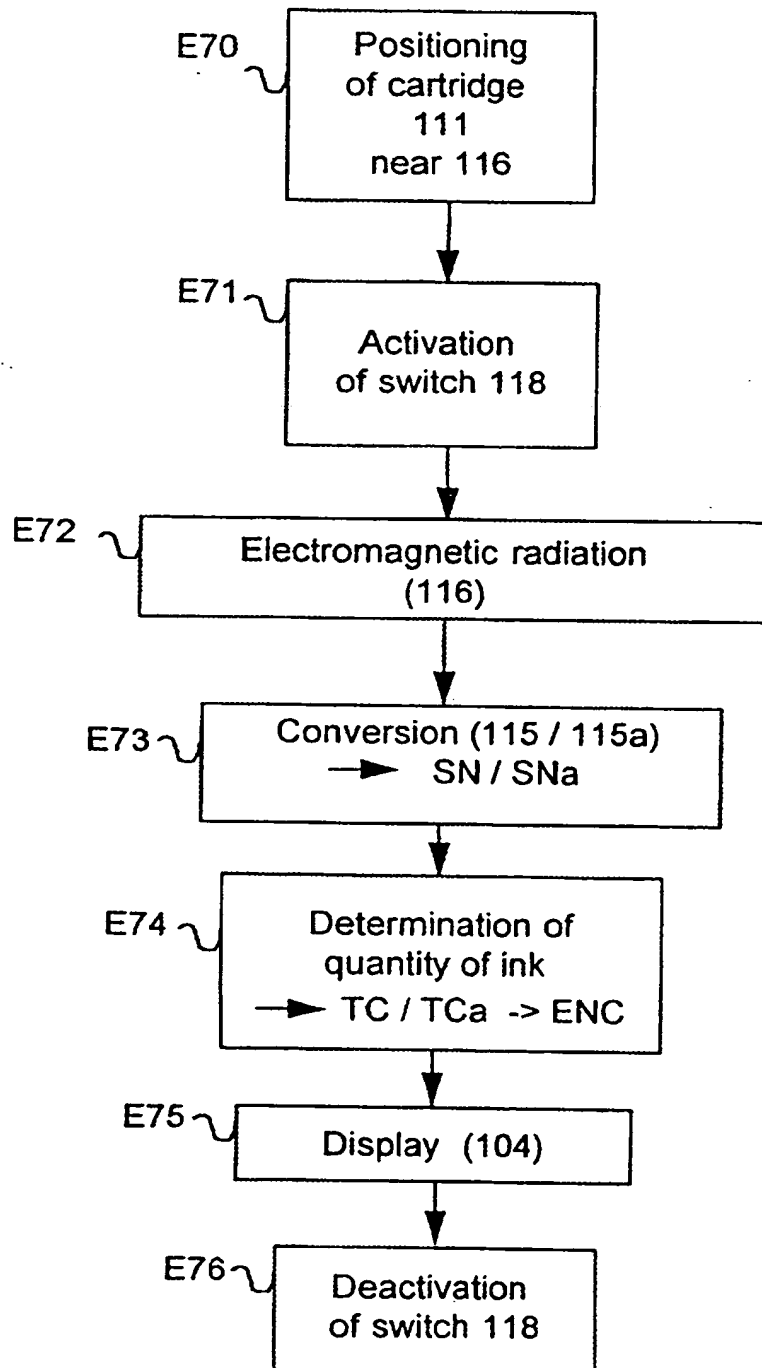 E70
Positioning
of cartridge
111
near 116
E71
Activation
of switch 118
E72
Electromagnetic radiation
(116)
E73
Conversion (115 / 115a)
→ SN / SNa
E74
Determination of
quantity of ink
→ TC / TCa -> ENC
E75
Display (104)
E76
Deactivation
of switch 118